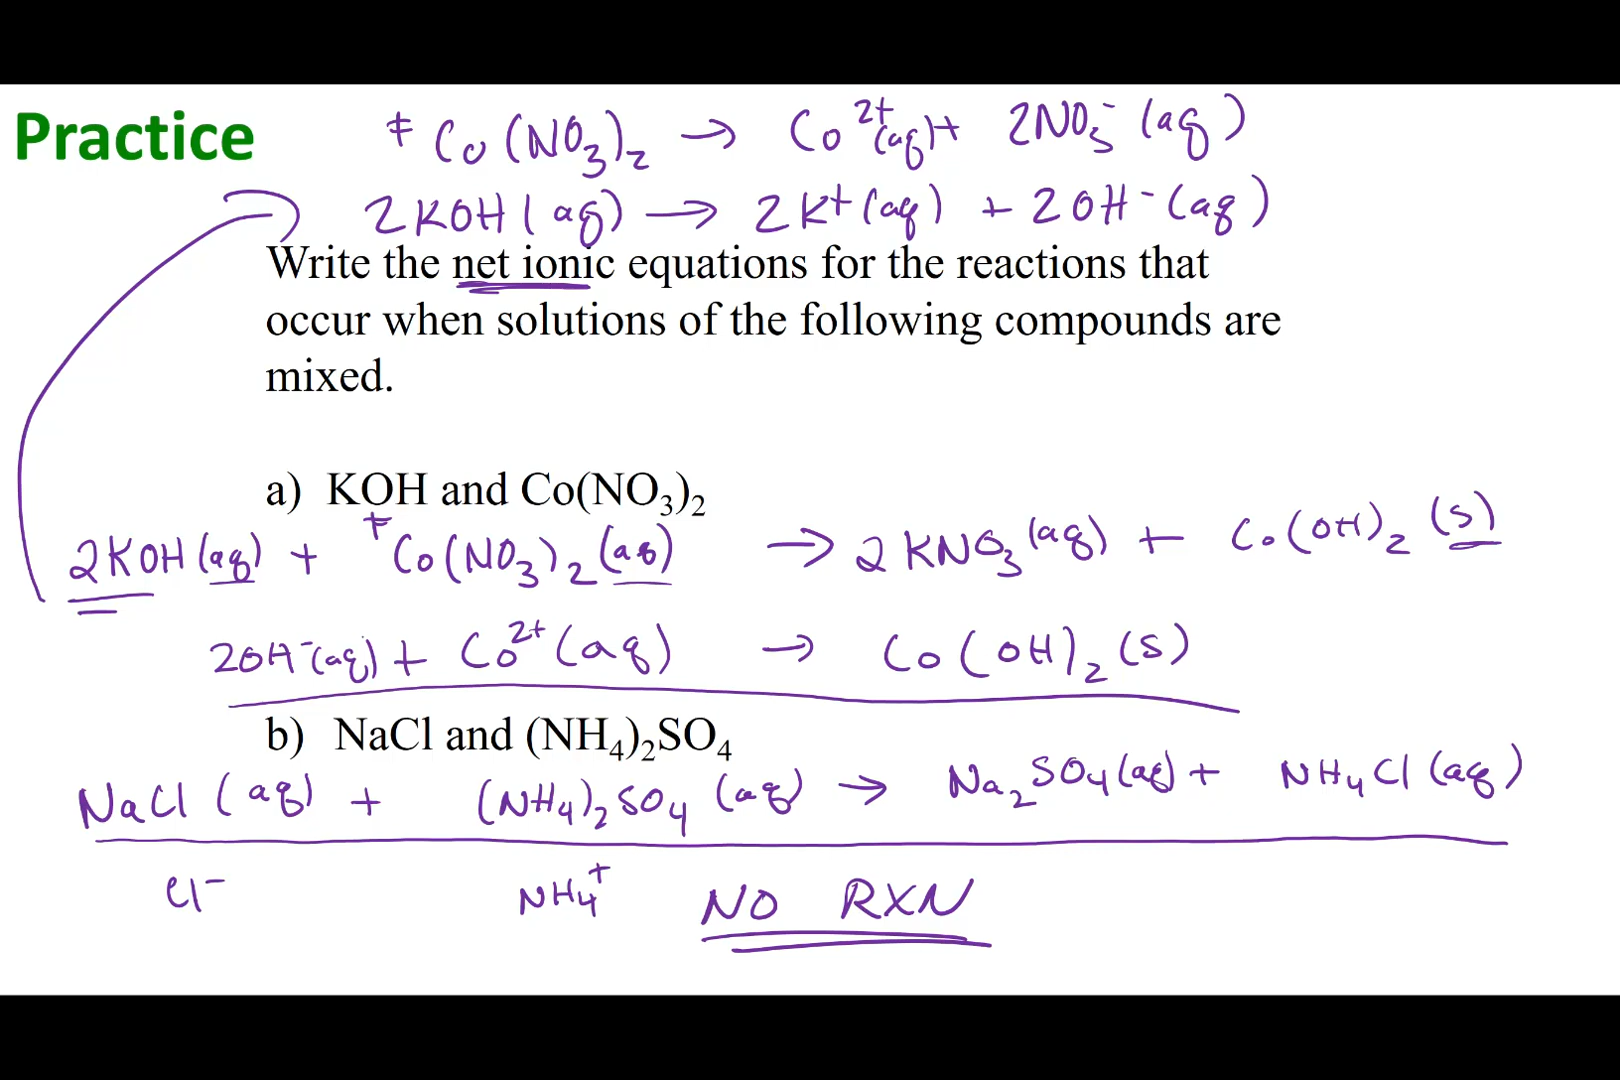 Practice
‡ Co(NO₃)₂ → Co²⁺(aq) + 2NO₃⁻ (aq)
2KOH(aq) → 2K⁺(aq) + 2OH⁻(aq)
Write the net ionic equations for the reactions that
occur when solutions of the following compounds are
mixed.
a) KOH and Co(NO₃)₂
2KOH(aq) + ‡Co(NO₃)₂(aq) → 2KNO₃(aq) + Co(OH)₂(s)
2OH⁻(aq) + Co²⁺(aq) → Co(OH)₂(s)
b) NaCl and (NH₄)₂SO₄
NaCl(aq) + (NH₄)₂SO₄(aq) → Na₂SO₄(aq) + NH₄Cl(aq)
Cl⁻ NH₄⁺ NO RXN